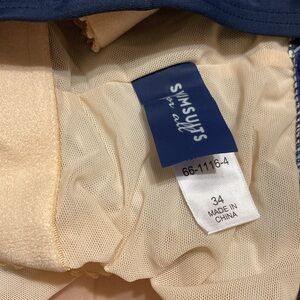 SWIMSUITS
for all
66-1116-4
34
MADE IN
CHINA